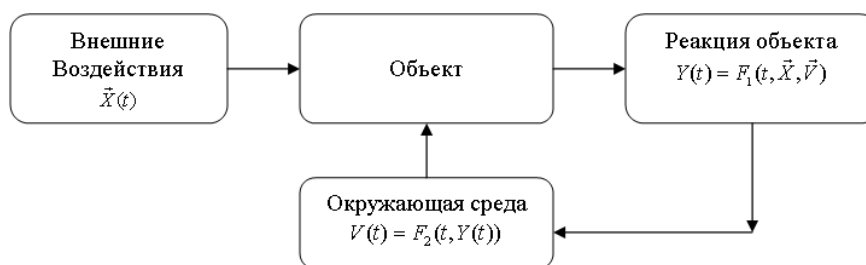 Внешние
Воздействия
X⃗(t)
Объект
Реакция объекта
Y(t) = F₁(t, X⃗, V⃗)
Окружающая среда
V(t) = F₂(t, Y(t))